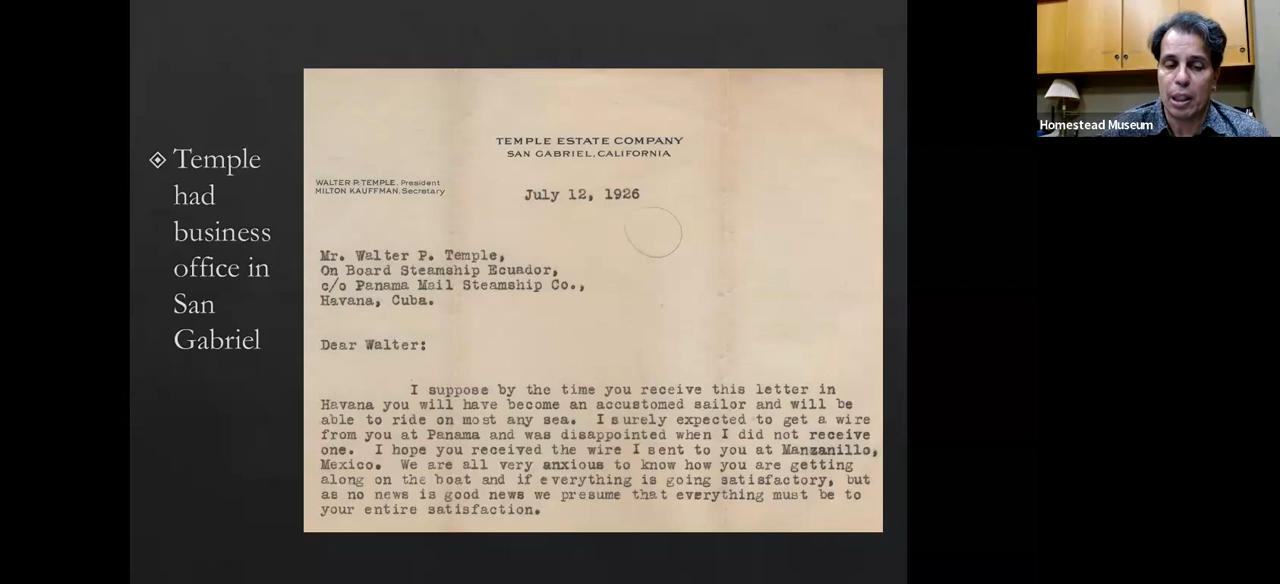 Temple
had
business
office in
San
Gabriel
TEMPLE ESTATE COMPANY
SAN GABRIEL, CALIFORNIA
WALTER P. TEMPLE, President
MILTON KAUFFMAN, Secretary
July 12, 1926
Mr. Walter P. Temple,
On Board Steamship Ecuador,
c/o Panama Mail Steamship Co.,
Havana, Cuba.
Dear Walter:
I suppose by the time you receive this letter in
Havana you will have become an accustomed sailor and will be
able to ride on most any sea. I surely expected to get a wire
from you at Panama and was disappointed when I did not receive
one. I hope you received the wire I sent to you at Manzanillo,
Mexico. We are all very anxious to know how you are getting
along on the boat and if everything is going satisfactory, but
as no news is good news we presume that everything must be to
your entire satisfaction.
Homestead Museum